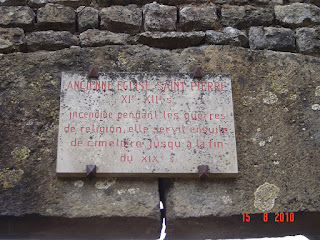 ANCIENNE EGLISE SAINT PIERRE
XIᵉ XIIᵉ s.
incendiée pendant les guerres
de religion, elle servit ensuite
de cimetière jusqu'à la fin
du XIXᵉ s.
15 8 2010